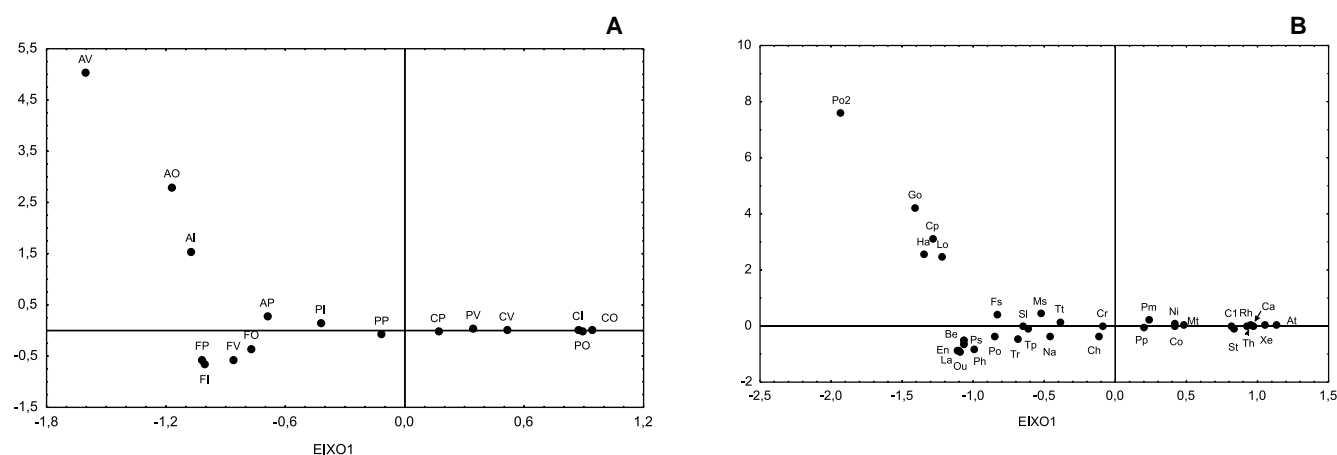 A
5,5
4,5
3,5
2,5
1,5
0,5
-0,5
-1,5
-1,8
-1,2
-0,6
0,0
0,6
1,2
EIXO1
AV
AO
AI
AP
PI
PP
FO
FP
FV
FI
CP
PV
CV
CI
CO
PO
B
10
8
6
4
2
0
-2
-2,5
-2,0
-1,5
-1,0
-0,5
0,0
0,5
1,0
1,5
EIXO1
Po2
Go
Cp
Ha
Lo
Fs
Ms
Sl
Tt
Cr
Be
En
Ps
La
Ou
Ph
Po
Tr
Tp
Na
Ch
Pm
Ni
Mt
Pp
Co
C1
Rh
Ca
At
St
Th
Xe